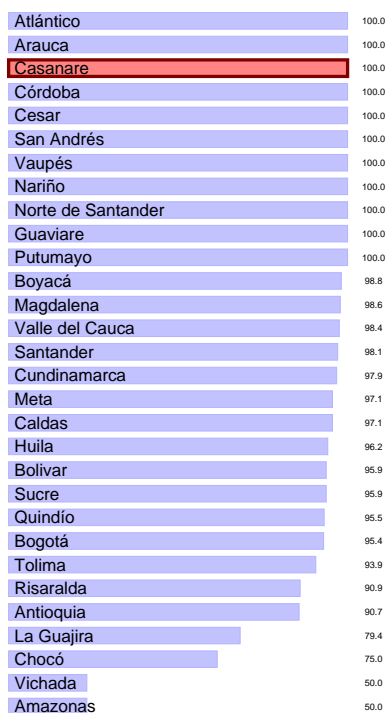 Atlántico 100.0
Arauca 100.0
Casanare 100.0
Córdoba 100.0
Cesar 100.0
San Andrés 100.0
Vaupés 100.0
Nariño 100.0
Norte de Santander 100.0
Guaviare 100.0
Putumayo 100.0
Boyacá 98.8
Magdalena 98.6
Valle del Cauca 98.4
Santander 98.1
Cundinamarca 97.9
Meta 97.1
Caldas 97.1
Huila 96.2
Bolivar 95.9
Sucre 95.9
Quindío 95.5
Bogotá 95.4
Tolima 93.9
Risaralda 90.9
Antioquia 90.7
La Guajira 79.4
Chocó 75.0
Vichada 50.0
Amazonas 50.0